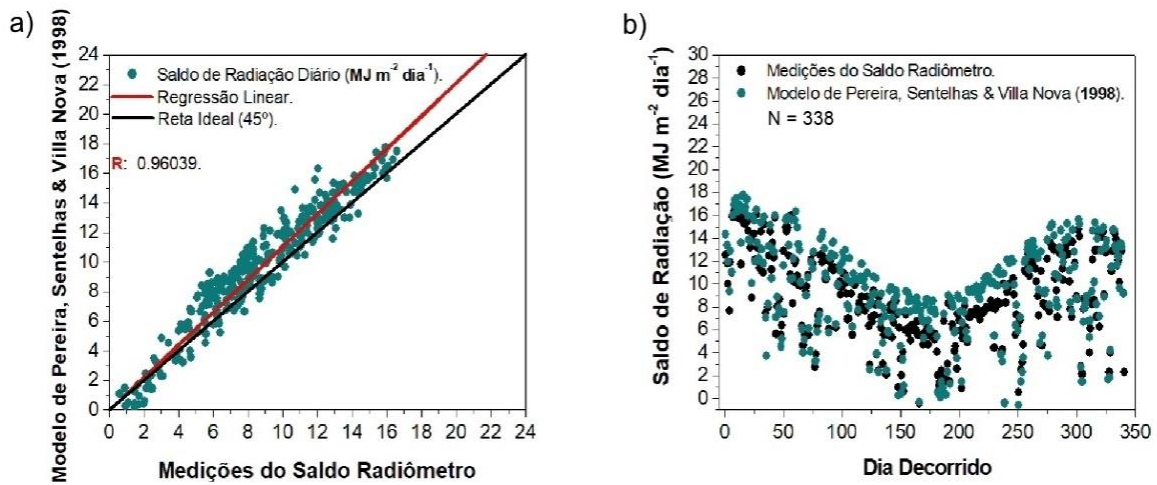 a)
Modelo de Pereira, Sentelhas & Villa Nova (1998)
24
22
20
18
16
14
12
10
8
6
4
2
0
Saldo de Radiação Diário (MJ m⁻² dia⁻¹).
Regressão Linear.
Reta Ideal (45º).
R: 0.96039.
0 2 4 6 8 10 12 14 16 18 20 22 24
Medições do Saldo Radiômetro
b)
Saldo de Radiação (MJ m⁻² dia⁻¹)
30
28
26
24
22
20
18
16
14
12
10
8
6
4
2
0
Medições do Saldo Radiômetro.
Modelo de Pereira, Sentelhas & Villa Nova (1998).
N = 338
0 50 100 150 200 250 300 350
Dia Decorrido